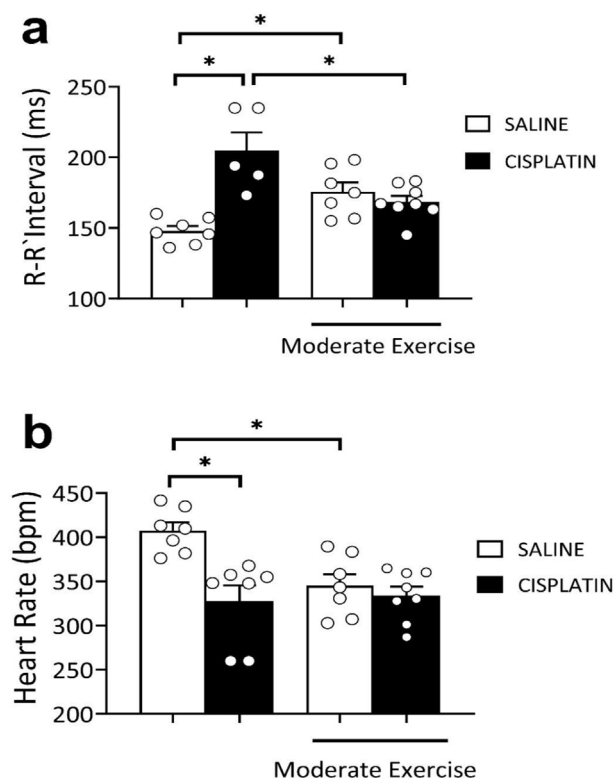 a
*
* *
R-R`Interval (ms)
250
200
150
100
SALINE
CISPLATIN
Moderate Exercise
b
*
*
Heart Rate (bpm)
450
400
350
300
250
200
SALINE
CISPLATIN
Moderate Exercise